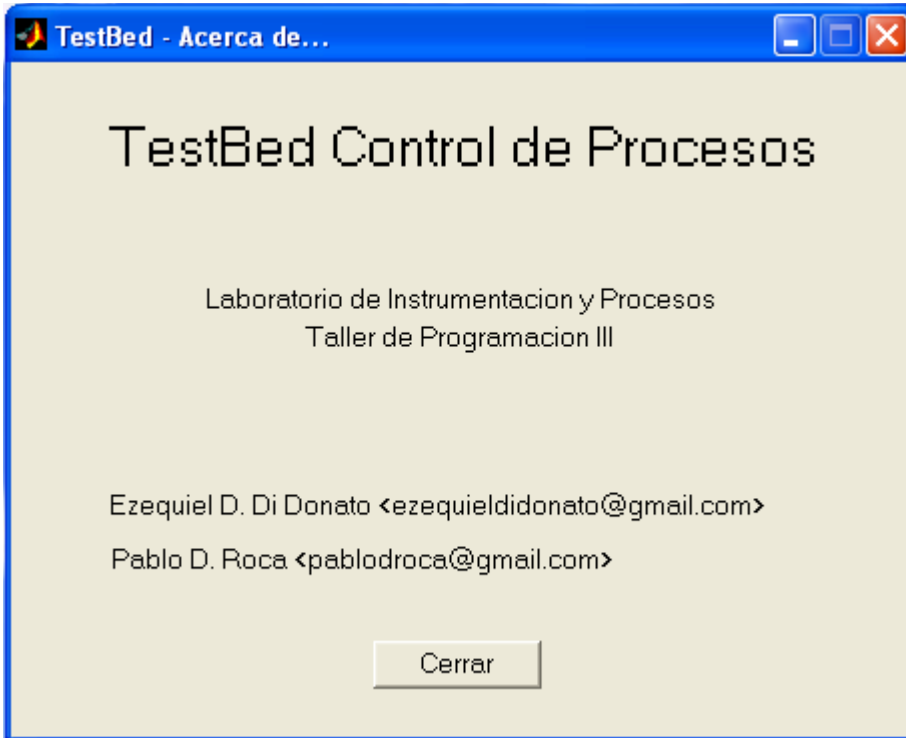 TestBed - Acerca de...
TestBed Control de Procesos
Laboratorio de Instrumentacion y Procesos
Taller de Programacion III
Ezequiel D. Di Donato <ezequieldidonato@gmail.com>
Pablo D. Roca <pablodroca@gmail.com>
Cerrar